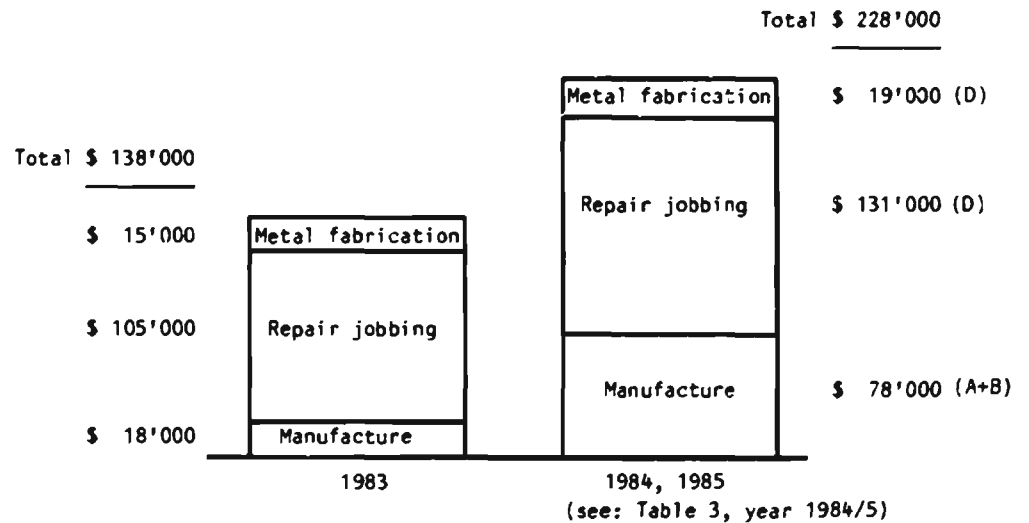 Total $ 228'000
Metal fabrication $ 19'000 (D)
Total $ 138'000
Repair jobbing $ 131'000 (D)
$ 15'000 Metal fabrication
$ 105'000 Repair jobbing
Manufacture $ 78'000 (A+B)
$ 18'000 Manufacture
1983 1984, 1985
(see: Table 3, year 1984/5)